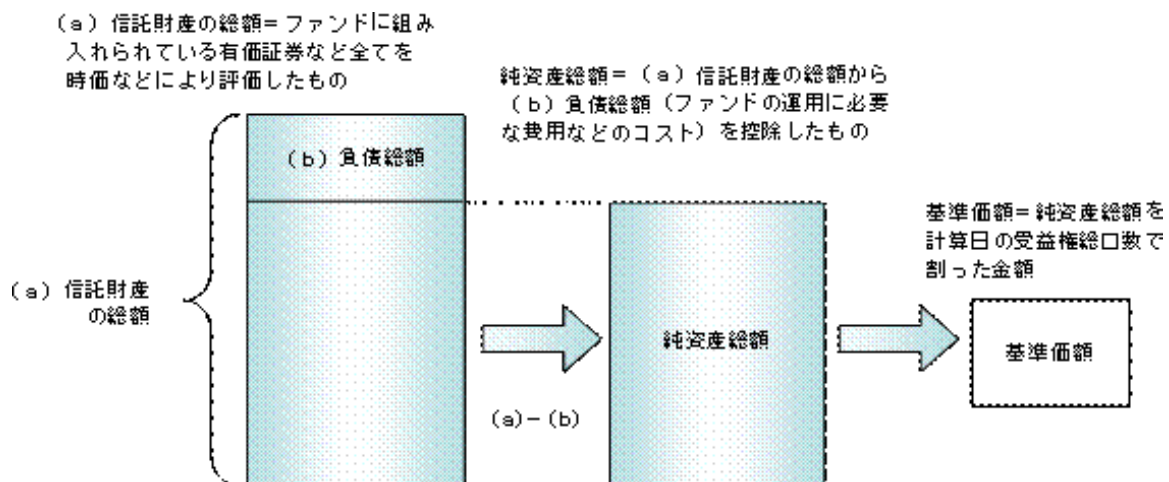 (a)信託財産の総額=ファンドに組み
入れられている有価証券など全てを
時価などにより評価したもの
純資産総額=(a)信託財産の総額から
(b)負債総額(ファンドの運用に必要
な費用などのコスト)を控除したもの
(b)負債総額
基準価額=純資産総額を
計算日の受益権総口数で
割った金額
(a)信託財産
の総額
純資産総額
基準価額
(a)-(b)